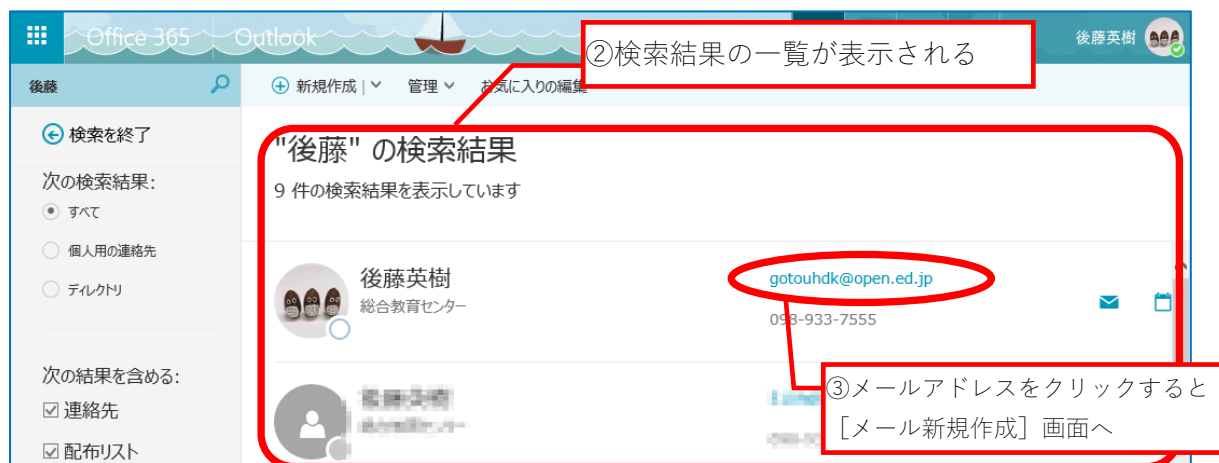 Office 365
Outlook
後藤英樹
②検索結果の一覧が表示される
後藤
新規作成 |
管理
お気に入りの編集
検索を終了
"後藤" の検索結果
9 件の検索結果を表示しています
次の検索結果:
すべて
個人用の連絡先
ディレクトリ
後藤英樹
総合教育センター
gotouhdk@open.ed.jp
098-933-7555
次の結果を含める:
連絡先
配布リスト
③メールアドレスをクリックすると
［メール新規作成］画面へ